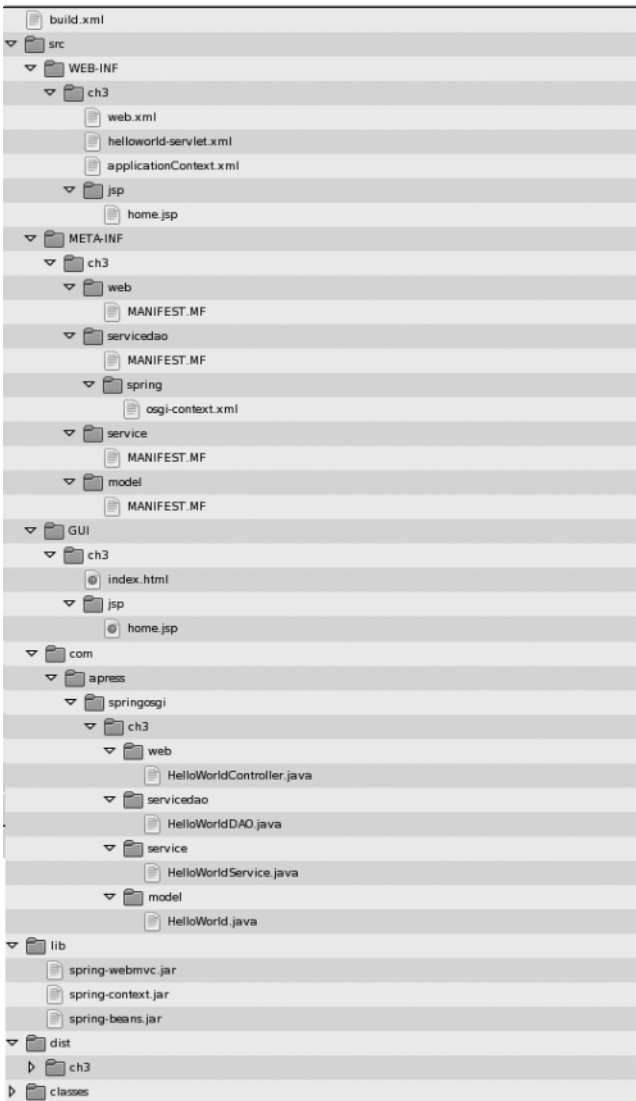 build.xml
src
WEB-INF
ch3
web.xml
helloworld-servlet.xml
applicationContext.xml
jsp
home.jsp
META-INF
ch3
web
MANIFEST.MF
servicedao
MANIFEST.MF
spring
osgi-context.xml
service
MANIFEST.MF
model
MANIFEST.MF
GUI
ch3
index.html
jsp
home.jsp
com
apress
springosgi
ch3
web
HelloWorldController.java
servicedao
HelloWorldDAO.java
service
HelloWorldService.java
model
HelloWorld.java
lib
spring-webmvc.jar
spring-context.jar
spring-beans.jar
dist
ch3
classes